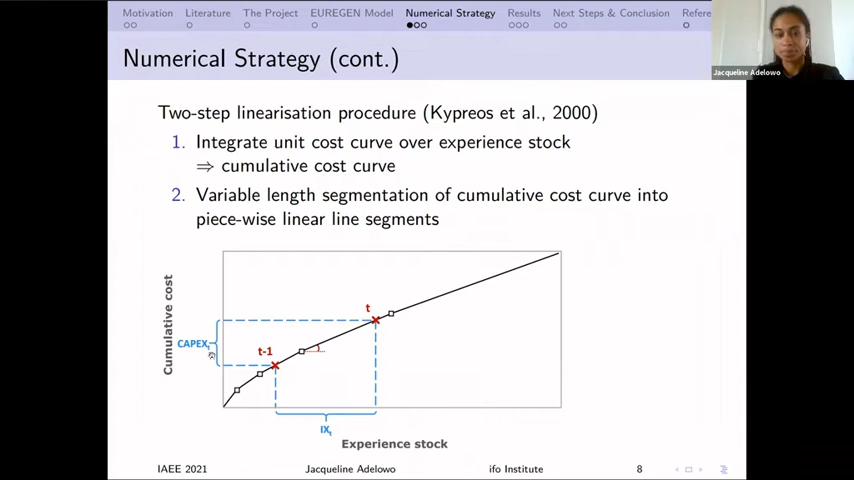 Motivation Literature The Project EUREGEN Model Numerical Strategy Results Next Steps & Conclusion Refere
Numerical Strategy (cont.)
Jacqueline Adelowo
Two-step linearisation procedure (Kypreos et al., 2000)
1. Integrate unit cost curve over experience stock
⇒ cumulative cost curve
2. Variable length segmentation of cumulative cost curve into
piece-wise linear line segments
Cumulative cost
t
CAPEXt
t-1
IXt
Experience stock
IAEE 2021 Jacqueline Adelowo ifo Institute 8